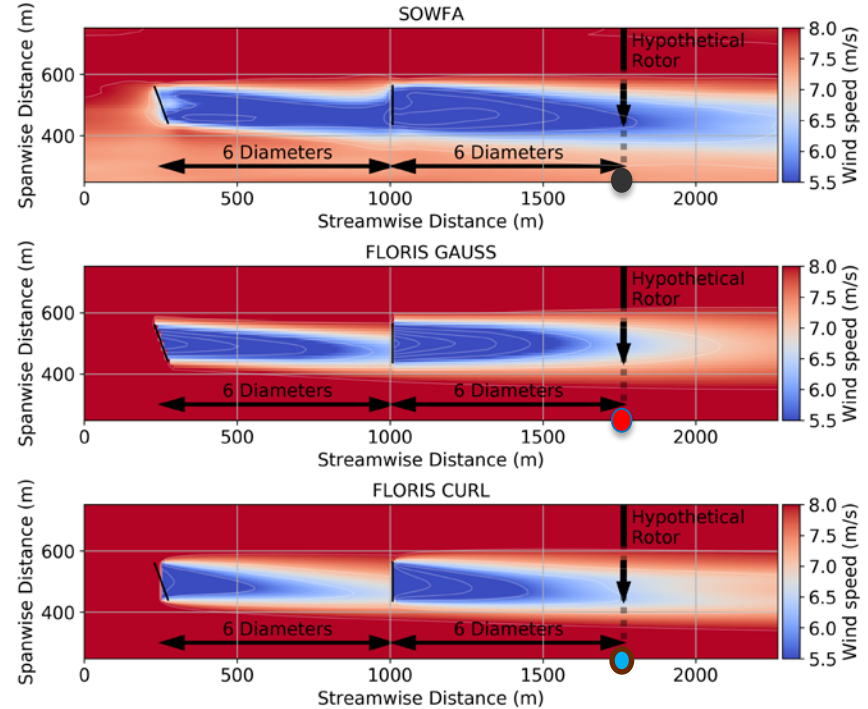 SOWFA
Spanwise Distance (m)
600
400
Hypothetical
Rotor
6 Diameters
6 Diameters
0
500
1000
1500
2000
Streamwise Distance (m)
8.0
7.5
7.0
6.5
6.0
5.5
Wind speed (m/s)
FLORIS GAUSS
Spanwise Distance (m)
600
400
Hypothetical
Rotor
6 Diameters
6 Diameters
0
500
1000
1500
2000
Streamwise Distance (m)
8.0
7.5
7.0
6.5
6.0
5.5
Wind speed (m/s)
FLORIS CURL
Spanwise Distance (m)
600
400
Hypothetical
Rotor
6 Diameters
6 Diameters
0
500
1000
1500
2000
Streamwise Distance (m)
8.0
7.5
7.0
6.5
6.0
5.5
Wind speed (m/s)